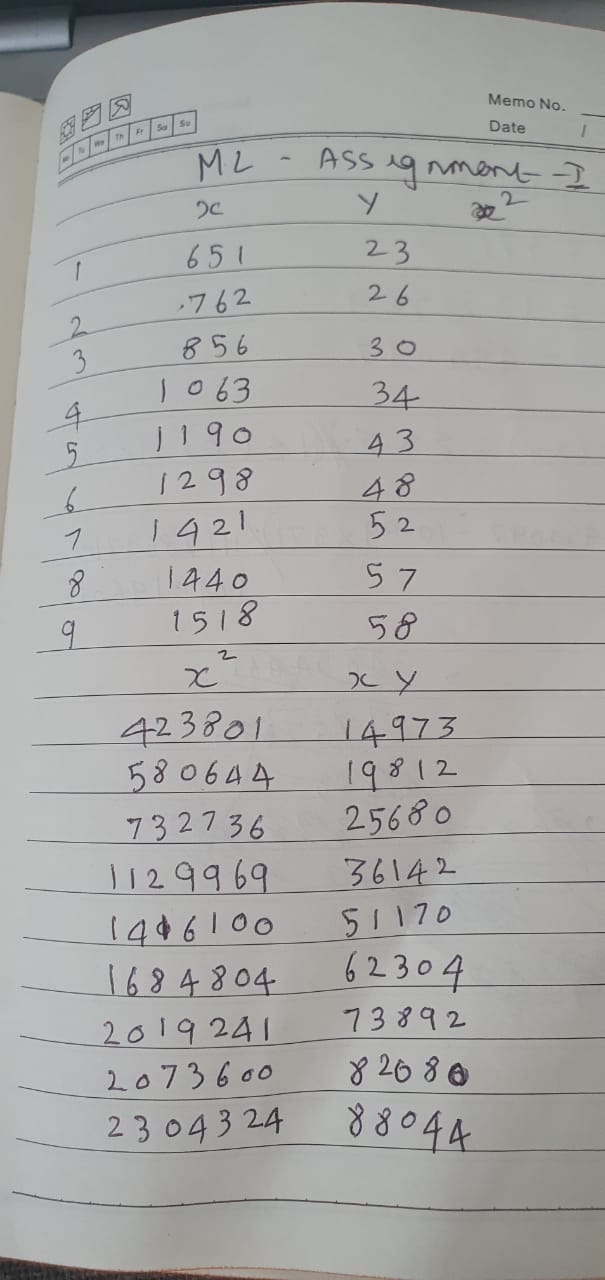 Memo No.
Mo Tu We Th Fr Sa Su
Date /
ML - Assignment-I
x y x²
1 651 23
2 762 26
3 856 30
4 1063 34
5 1190 43
6 1298 48
7 1421 52
8 1440 57
9 1518 58
x² xy
423801 14973
580644 19812
732736 25680
1129969 36142
1416100 51170
1684804 62304
2019241 73892
2073600 82080
2304324 88044